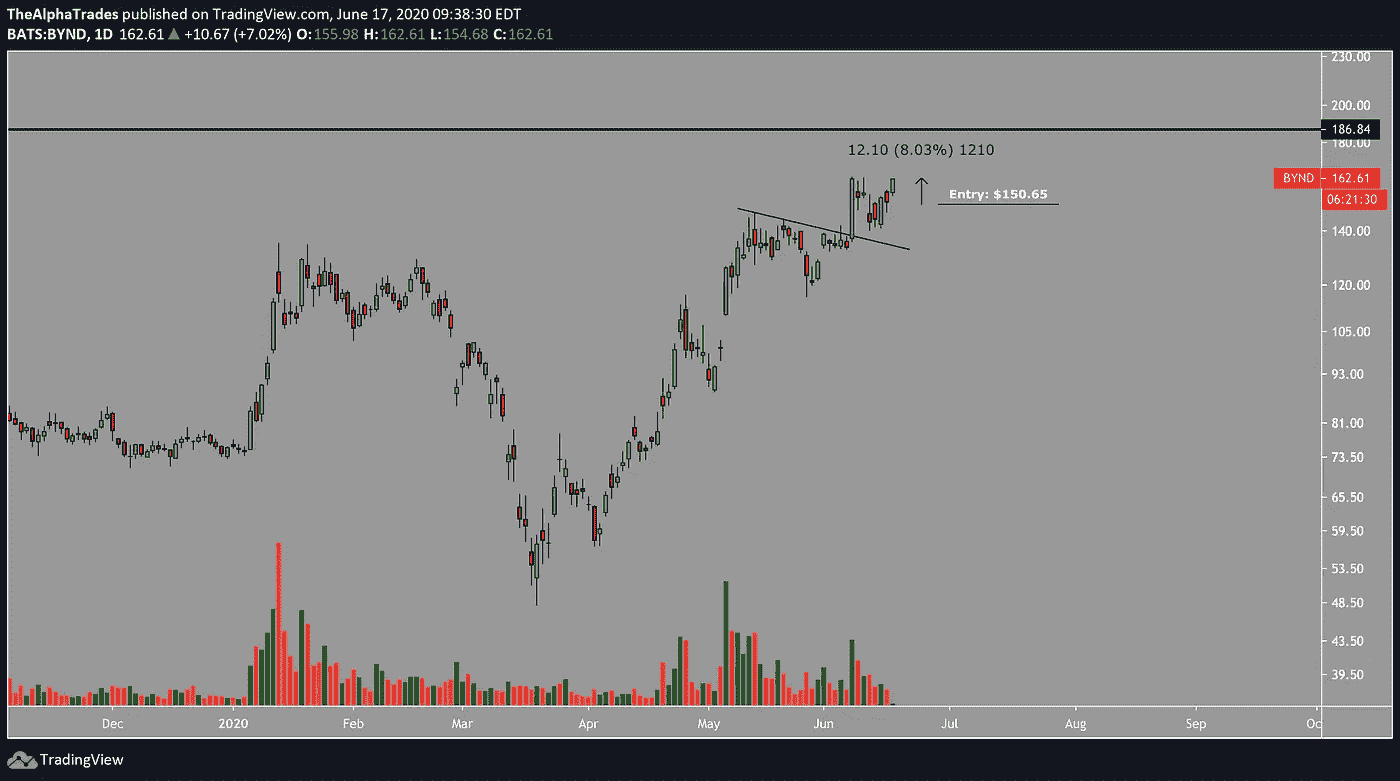 TheAlphaTrades published on TradingView.com, June 17, 2020 09:38:30 EDT
BATS:BYND, 1D 162.61 ▲ +10.67 (+7.02%) O:155.98 H:162.61 L:154.68 C:162.61
230.00
200.00
186.84
180.00
12.10 (8.03%) 1210
BYND 162.61
Entry: $150.65
06:21:30
140.00
120.00
105.00
93.00
81.00
73.50
65.50
59.50
53.50
48.50
43.50
39.50
Dec 2020 Feb Mar Apr May Jun Jul Aug Sep Oc
TradingView